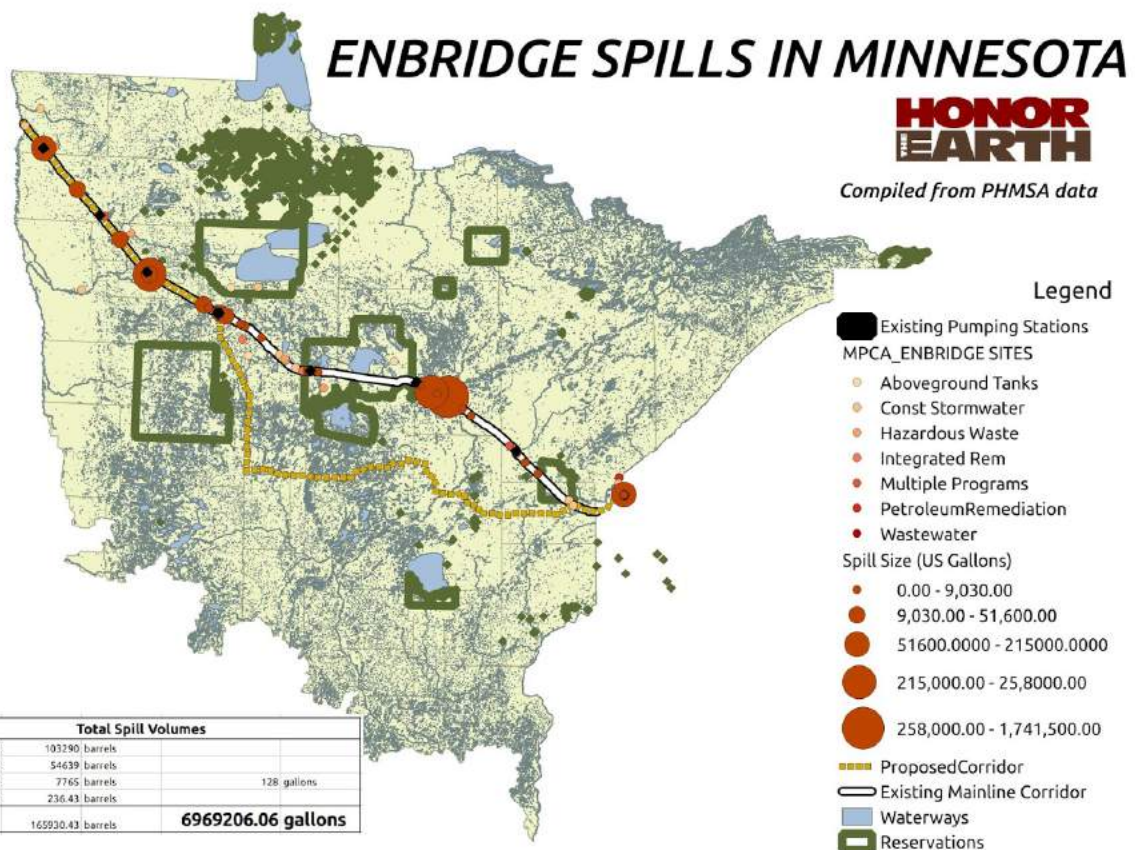 ENBRIDGE SPILLS IN MINNESOTA
HONOR
THE EARTH
Compiled from PHMSA data
Legend
Existing Pumping Stations
MPCA_ENBRIDGE SITES
Aboveground Tanks
Const Stormwater
Hazardous Waste
Integrated Rem
Multiple Programs
PetroleumRemediation
Wastewater
Spill Size (US Gallons)
0.00 - 9,030.00
9,030.00 - 51,600.00
51600.0000 - 215000.0000
215,000.00 - 25,8000.00
258,000.00 - 1,741,500.00
ProposedCorridor
Existing Mainline Corridor
Waterways
Reservations
Total Spill Volumes
103290 barrels
54639 barrels
7765 barrels 128 gallons
236.43 barrels
165930.43 barrels 6969206.06 gallons